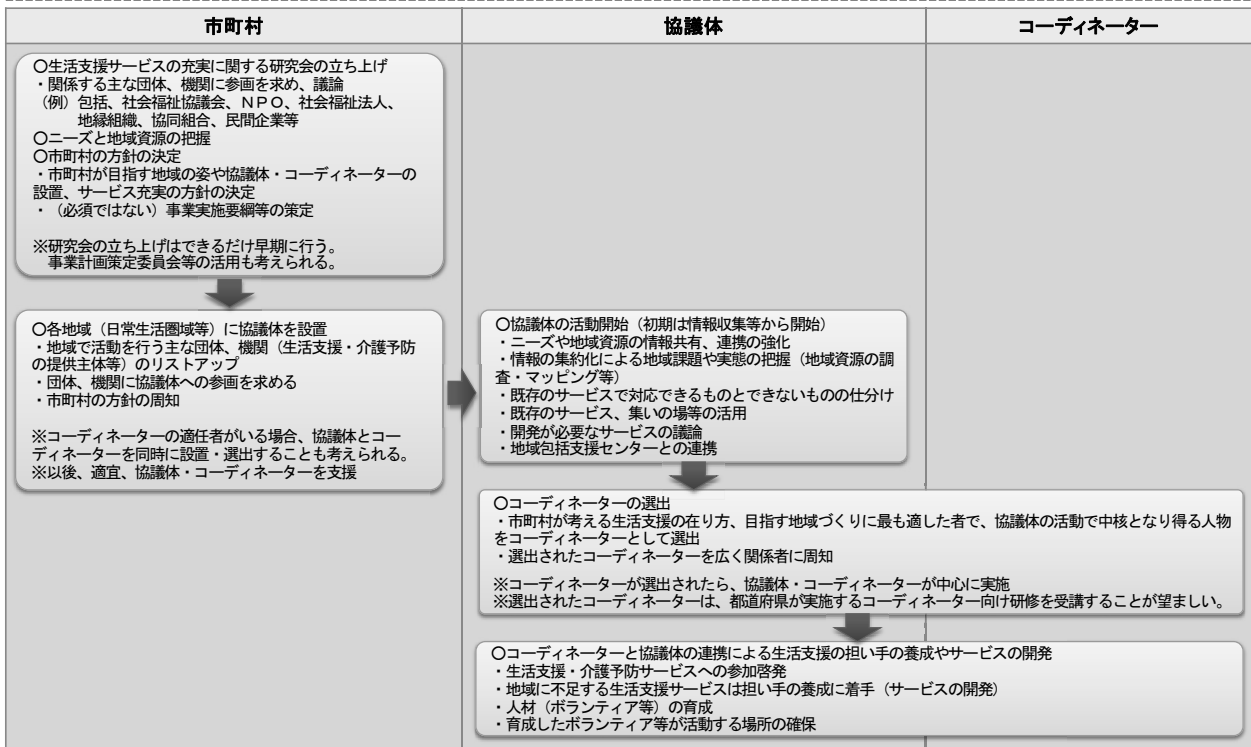 市町村
協議体
コーディネーター
〇生活支援サービスの充実に関する研究会の立ち上げ
・関係する主な団体、機関に参画を求め、議論
（例）包括、社会福祉協議会、ＮＰＯ、社会福祉法人、
地縁組織、協同組合、民間企業等
〇ニーズと地域資源の把握
〇市町村の方針の決定
・市町村が目指す地域の姿や協議体・コーディネーターの
設置、サービス充実の方針の決定
・（必須ではない）事業実施要綱等の策定
※研究会の立ち上げはできるだけ早期に行う。
事業計画策定委員会等の活用も考えられる。
〇各地域（日常生活圏域等）に協議体を設置
・地域で活動を行う主な団体、機関（生活支援・介護予防
の提供主体等）のリストアップ
・団体、機関に協議体への参画を求める
・市町村の方針の周知
※コーディネーターの適任者がいる場合、協議体とコー
ディネーターを同時に設置・選出することも考えられる。
※以後、適宜、協議体・コーディネーターを支援
〇協議体の活動開始（初期は情報収集等から開始）
・ニーズや地域資源の情報共有、連携の強化
・情報の集約化による地域課題や実態の把握（地域資源の調
査・マッピング等）
・既存のサービスで対応できるものとできないものの仕分け
・既存のサービス、集いの場等の活用
・開発が必要なサービスの議論
・地域包括支援センターとの連携
〇コーディネーターの選出
・市町村が考える生活支援の在り方、目指す地域づくりに最も適した者で、協議体の活動で中核となり得る人物
をコーディネーターとして選出
・選出されたコーディネーターを広く関係者に周知
※コーディネーターが選出されたら、協議体・コーディネーターが中心に実施
※選出されたコーディネーターは、都道府県が実施するコーディネーター向け研修を受講することが望ましい。
〇コーディネーターと協議体の連携による生活支援の担い手の養成やサービスの開発
・生活支援・介護予防サービスへの参加啓発
・地域に不足する生活支援サービスは担い手の養成に着手（サービスの開発）
・人材（ボランティア等）の育成
・育成したボランティア等が活動する場所の確保